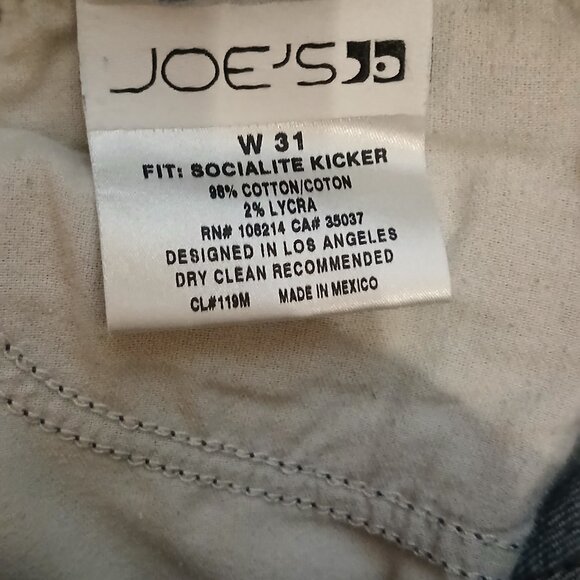 JOE'S
W 31
FIT: SOCIALITE KICKER
98% COTTON/COTON
2% LYCRA
RN# 106214 CA# 35037
DESIGNED IN LOS ANGELES
DRY CLEAN RECOMMENDED
CL#119M MADE IN MEXICO